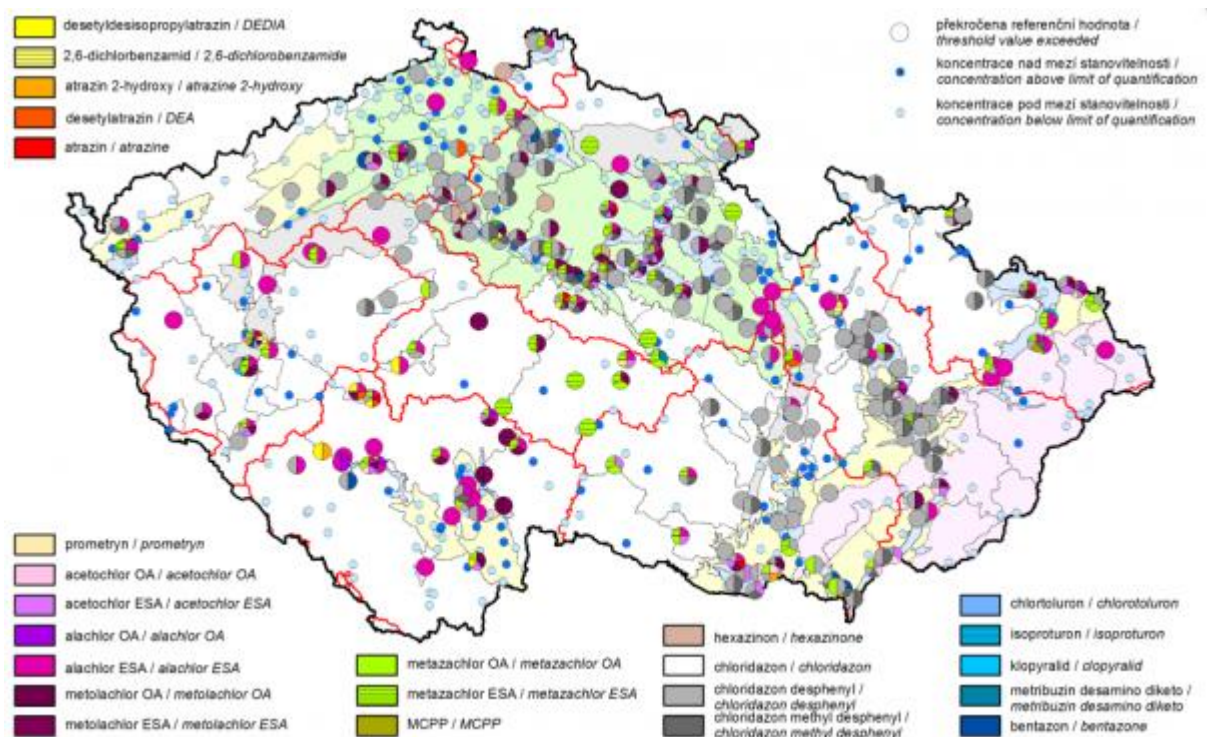 desetyldesisopropylatrazin / DEDIA
2,6-dichlorbenzamid / 2,6-dichlorobenzamide
atrazin 2-hydroxy / atrazine 2-hydroxy
desetylatrazin / DEA
atrazin / atrazine
překročena referenční hodnota /
threshold value exceeded
koncentrace nad mezí stanovitelnosti /
concentration above limit of quantification
koncentrace pod mezí stanovitelnosti /
concentration below limit of quantification
prometryn / prometryn
acetochlor OA / acetochlor OA
acetochlor ESA / acetochlor ESA
alachlor OA / alachlor OA
alachlor ESA / alachlor ESA
metolachlor OA / metolachlor OA
metolachlor ESA / metolachlor ESA
metazachlor OA / metazachlor OA
metazachlor ESA / metazachlor ESA
MCPP / MCPP
hexazinon / hexazinone
chloridazon / chloridazon
chloridazon desphenyl /
chloridazon desphenyl
chloridazon methyl desphenyl /
chloridazon methyl desphenyl
chlortoluron / chlorotoluron
isoproturon / isoproturon
klopyralid / clopyralid
metribuzin desamino diketo /
metribuzin desamino diketo
bentazon / bentazone